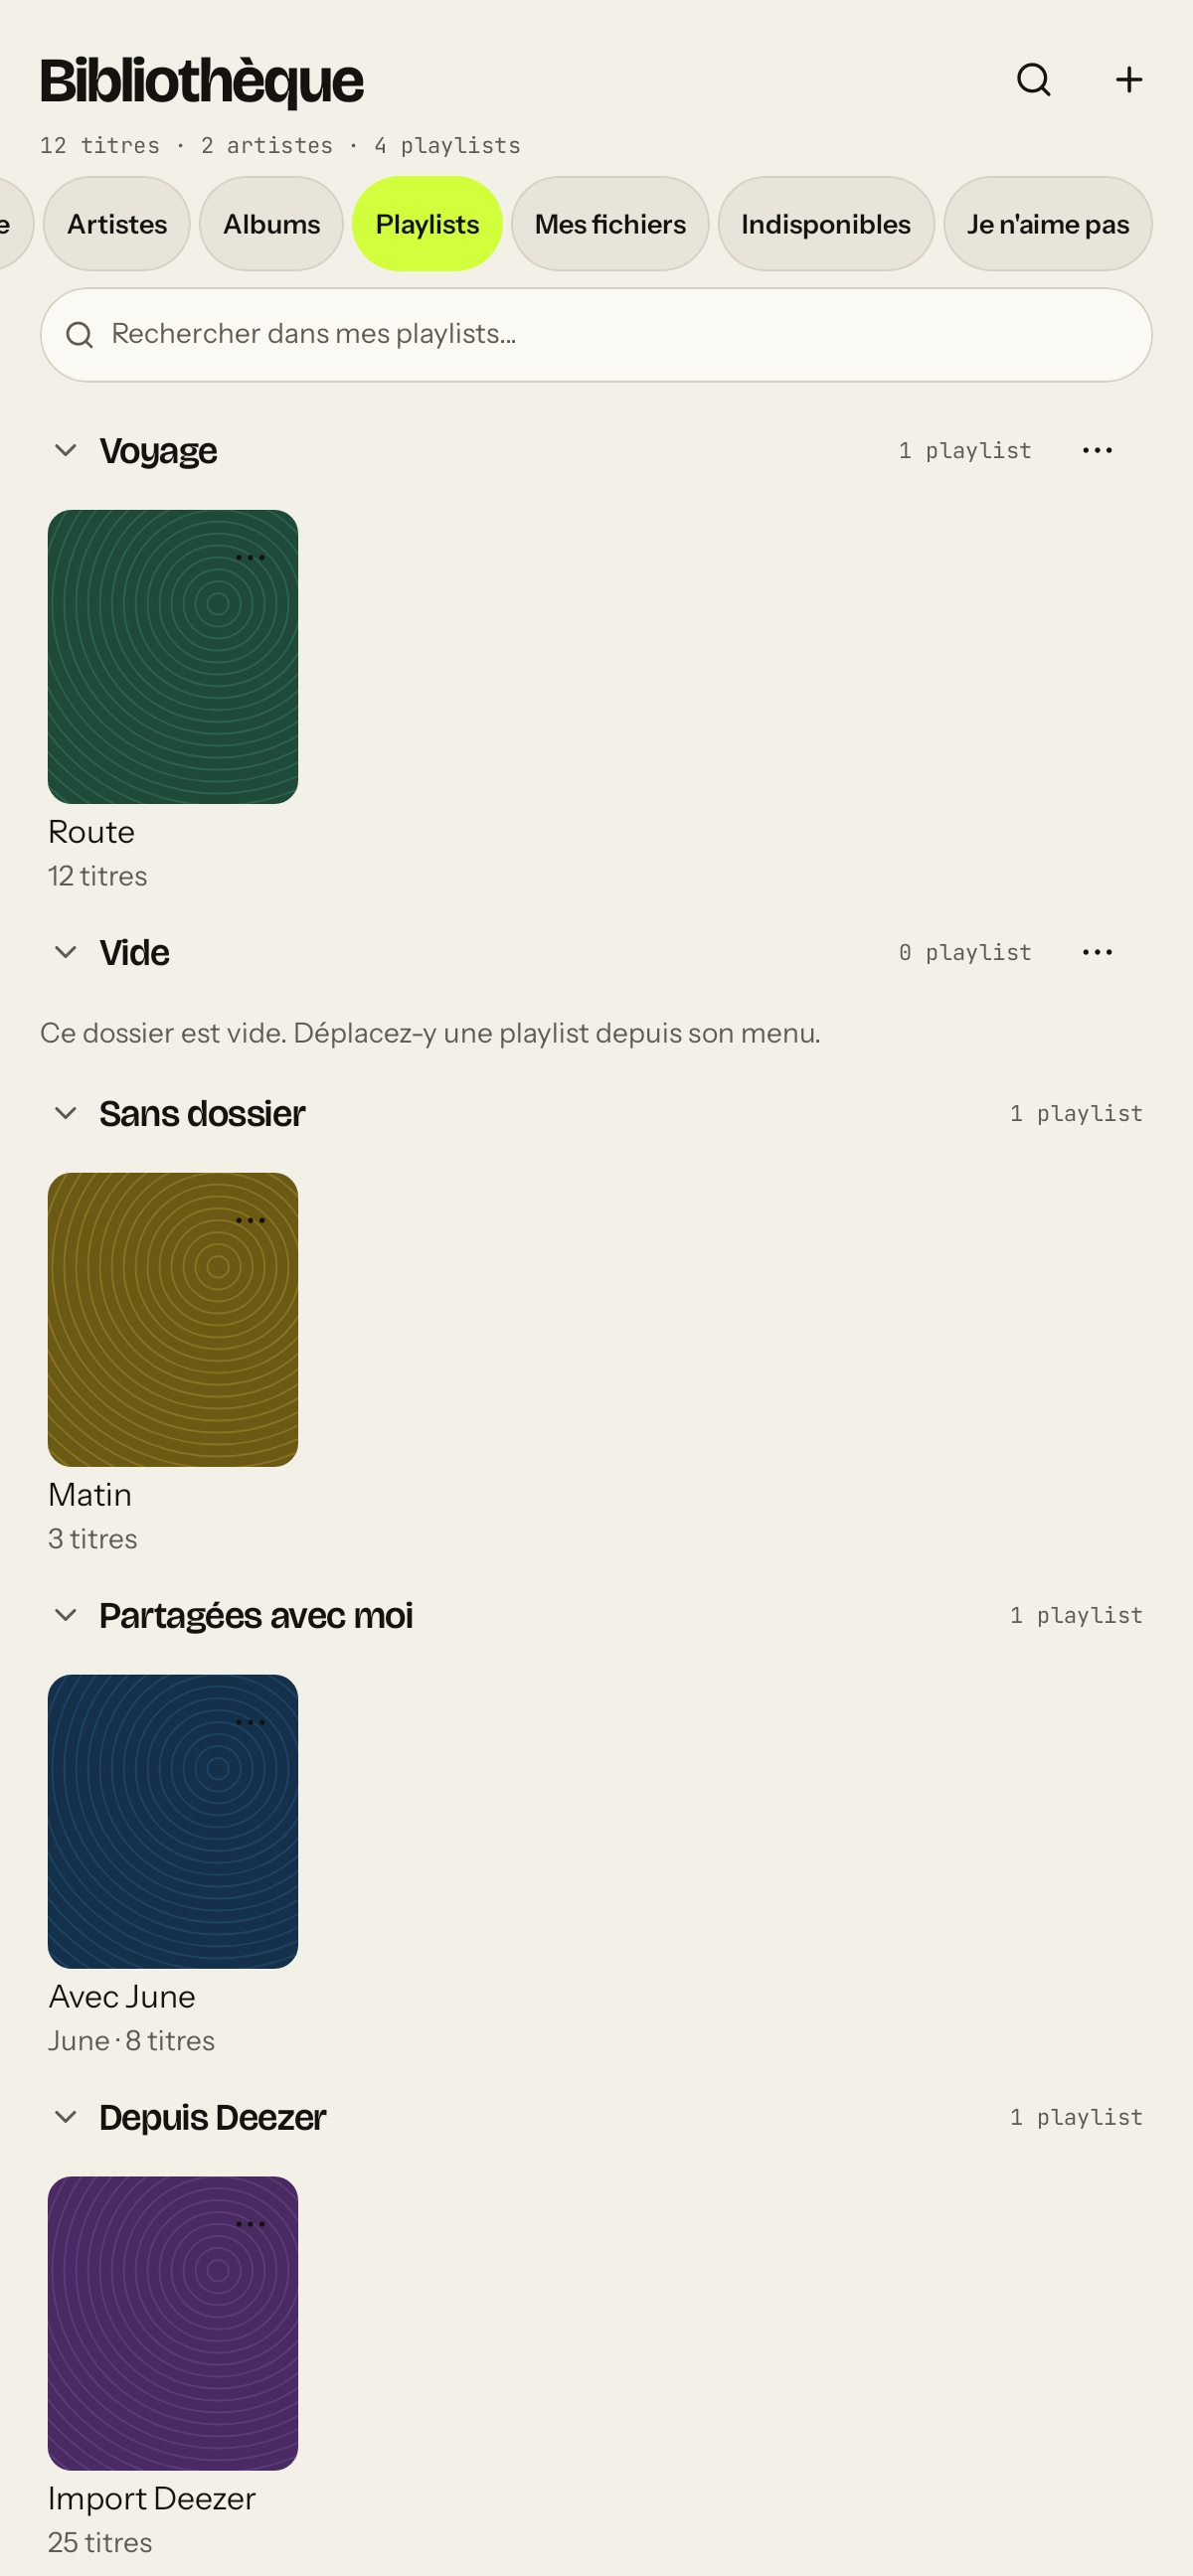 Bibliothèque
12 titres · 2 artistes · 4 playlists
e Artistes Albums Playlists Mes fichiers Indisponibles Je n'aime pas
Rechercher dans mes playlists...
Voyage 1 playlist
Route
12 titres
Vide 0 playlist
Ce dossier est vide. Déplacez-y une playlist depuis son menu.
Sans dossier 1 playlist
Matin
3 titres
Partagées avec moi 1 playlist
Avec June
June · 8 titres
Depuis Deezer 1 playlist
Import Deezer
25 titres